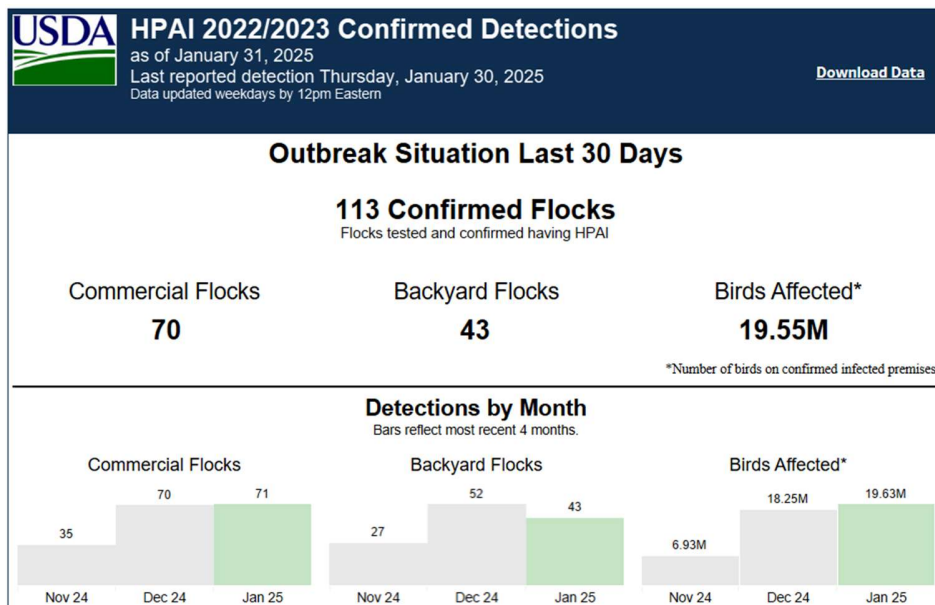 USDA
HPAI 2022/2023 Confirmed Detections
as of January 31, 2025
Last reported detection Thursday, January 30, 2025
Data updated weekdays by 12pm Eastern
Download Data
Outbreak Situation Last 30 Days
113 Confirmed Flocks
Flocks tested and confirmed having HPAI
Commercial Flocks
70
Backyard Flocks
43
Birds Affected*
19.55M
*Number of birds on confirmed infected premises
Detections by Month
Bars reflect most recent 4 months.
Commercial Flocks
35
70
71
Nov 24
Dec 24
Jan 25
Backyard Flocks
27
52
43
Nov 24
Dec 24
Jan 25
Birds Affected*
6.93M
18.25M
19.63M
Nov 24
Dec 24
Jan 25